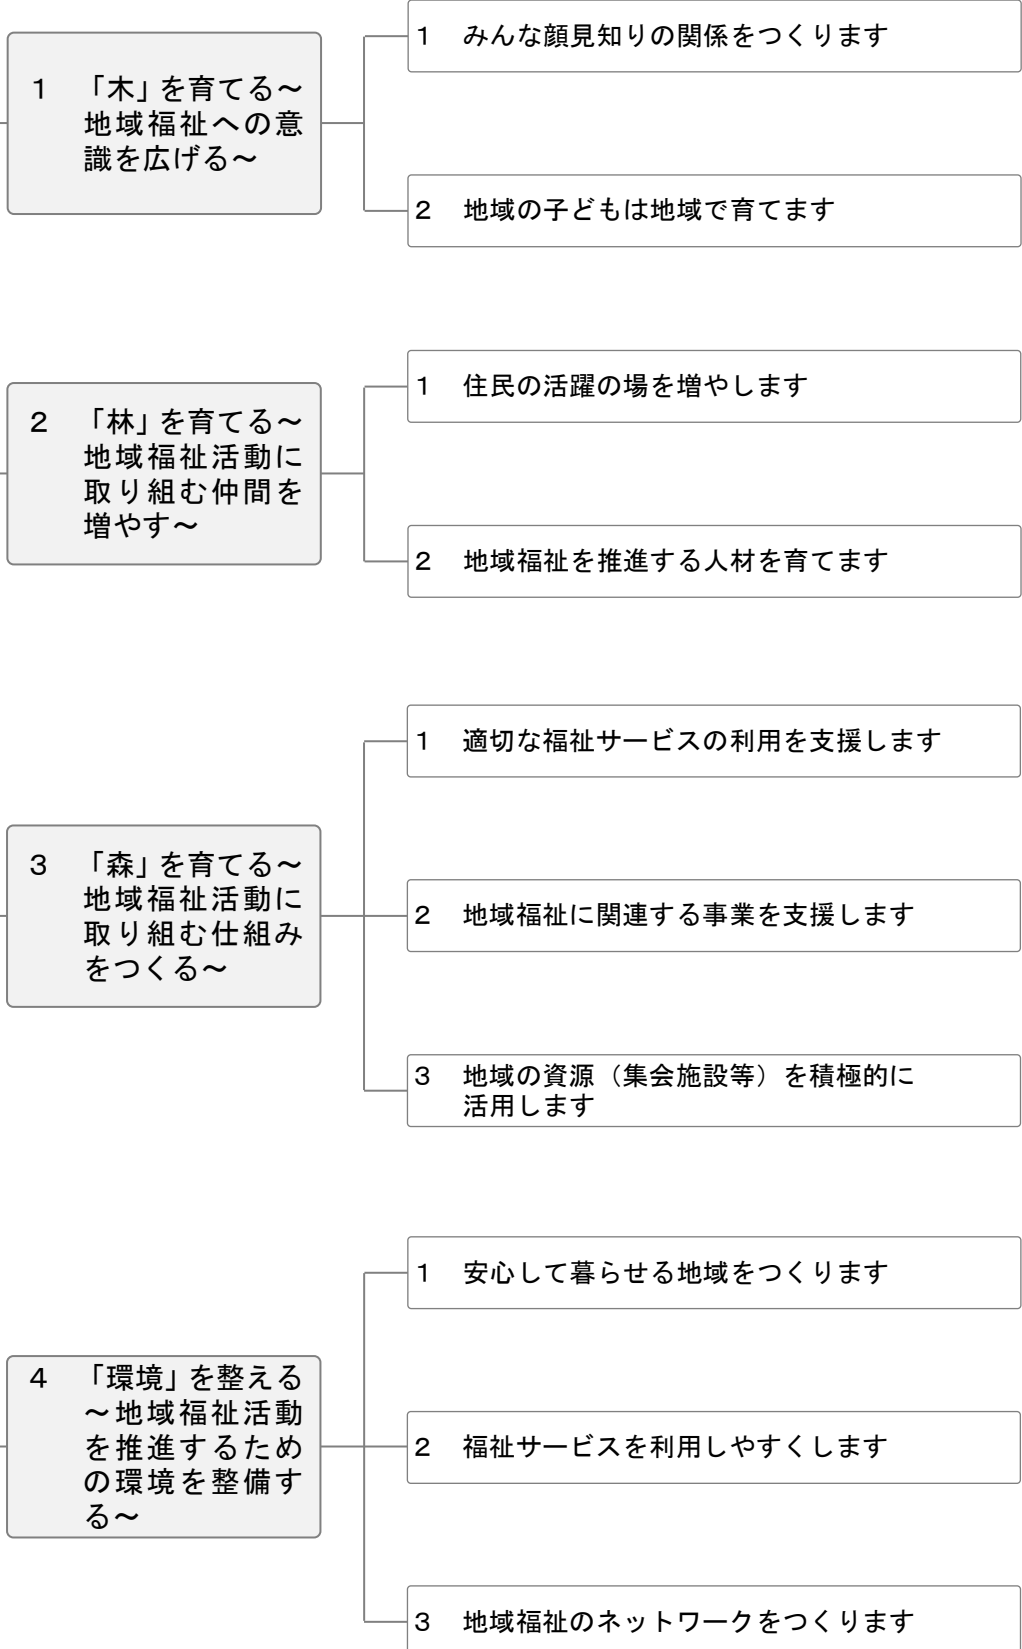 1 みんな顔見知りの関係をつくります
1 「木」を育てる～
地域福祉への意
識を広げる～
2 地域の子どもは地域で育てます
1 住民の活躍の場を増やします
2 「林」を育てる～
地域福祉活動に
取り組む仲間を
増やす～
2 地域福祉を推進する人材を育てます
1 適切な福祉サービスの利用を支援します
3 「森」を育てる～
地域福祉活動に
取り組む仕組み
をつくる～
2 地域福祉に関連する事業を支援します
3 地域の資源（集会施設等）を積極的に
活用します
1 安心して暮らせる地域をつくります
4 「環境」を整える
～地域福祉活動
を推進するため
の環境を整備す
る～
2 福祉サービスを利用しやすくします
3 地域福祉のネットワークをつくります